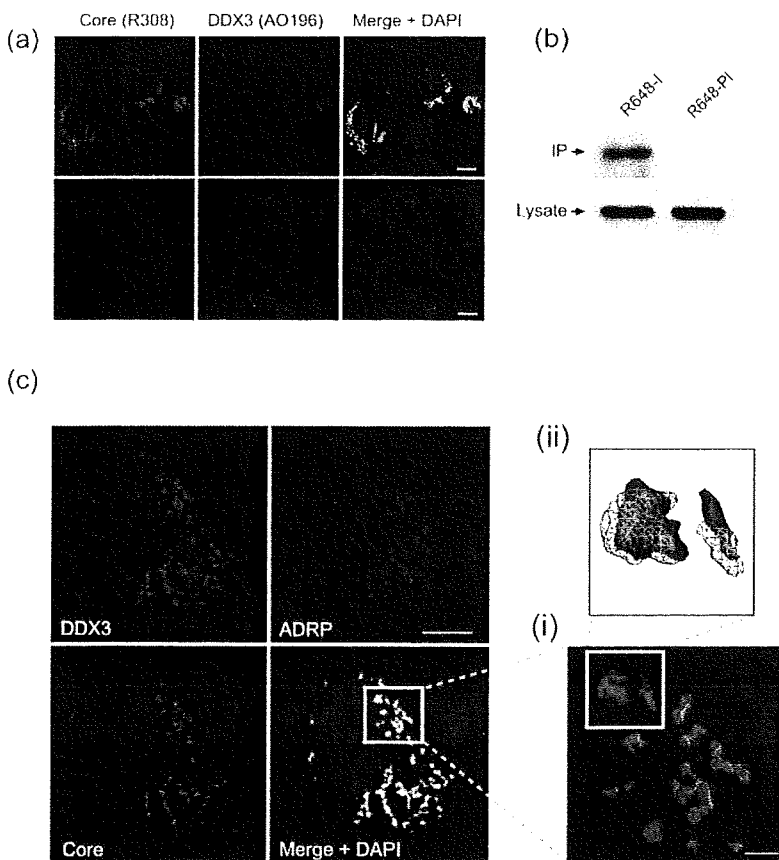 Core (R308) DDX3 (AO196) Merge + DAPI
(a)
(b)
R648-I R648-PI
IP
Lysate
(c)
(ii)
DDX3 ADRP
(i)
Core Merge + DAPI